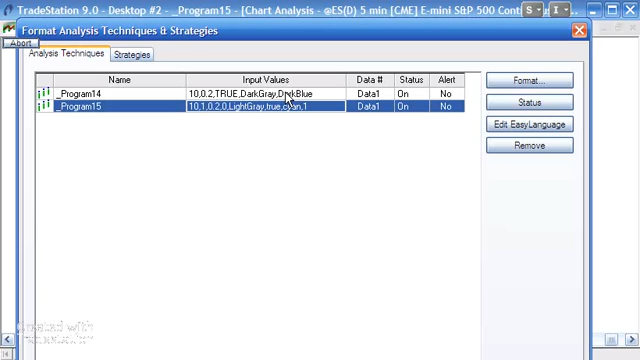 TradeStation 9.0 - Desktop #2 - _Program15 - [Chart Analysis - @ES(D) 5 min [CME] E-mini S&P 500 Cont
S
I
Format Analysis Techniques & Strategies
Abort
Analysis Techniques
Strategies
Name
Input Values
Data #
Status
Alert
_Program14
10,0.2,TRUE,DarkGray,DarkBlue
Data1
On
No
_Program15
10,1,0.2,0,LightGray,true,cyan,1
Data1
On
No
Format...
Status
Edit EasyLanguage
Remove
Created with